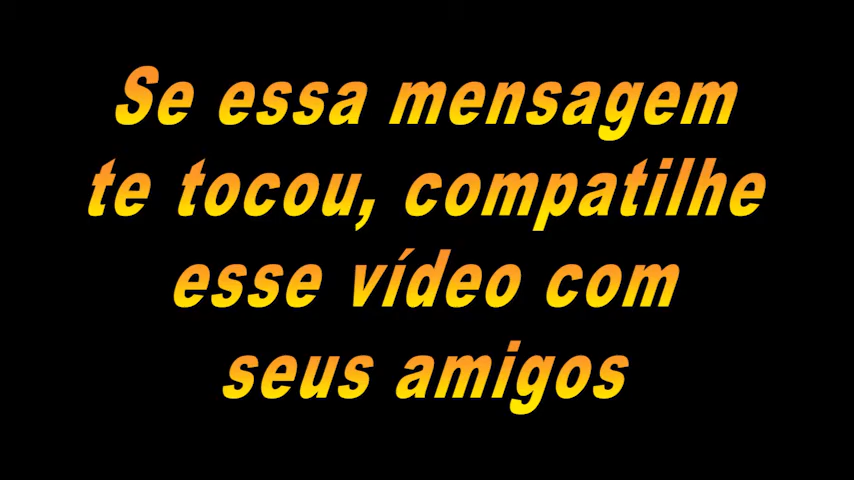 Se essa mensagem
te tocou, compatilhe
esse vídeo com
seus amigos